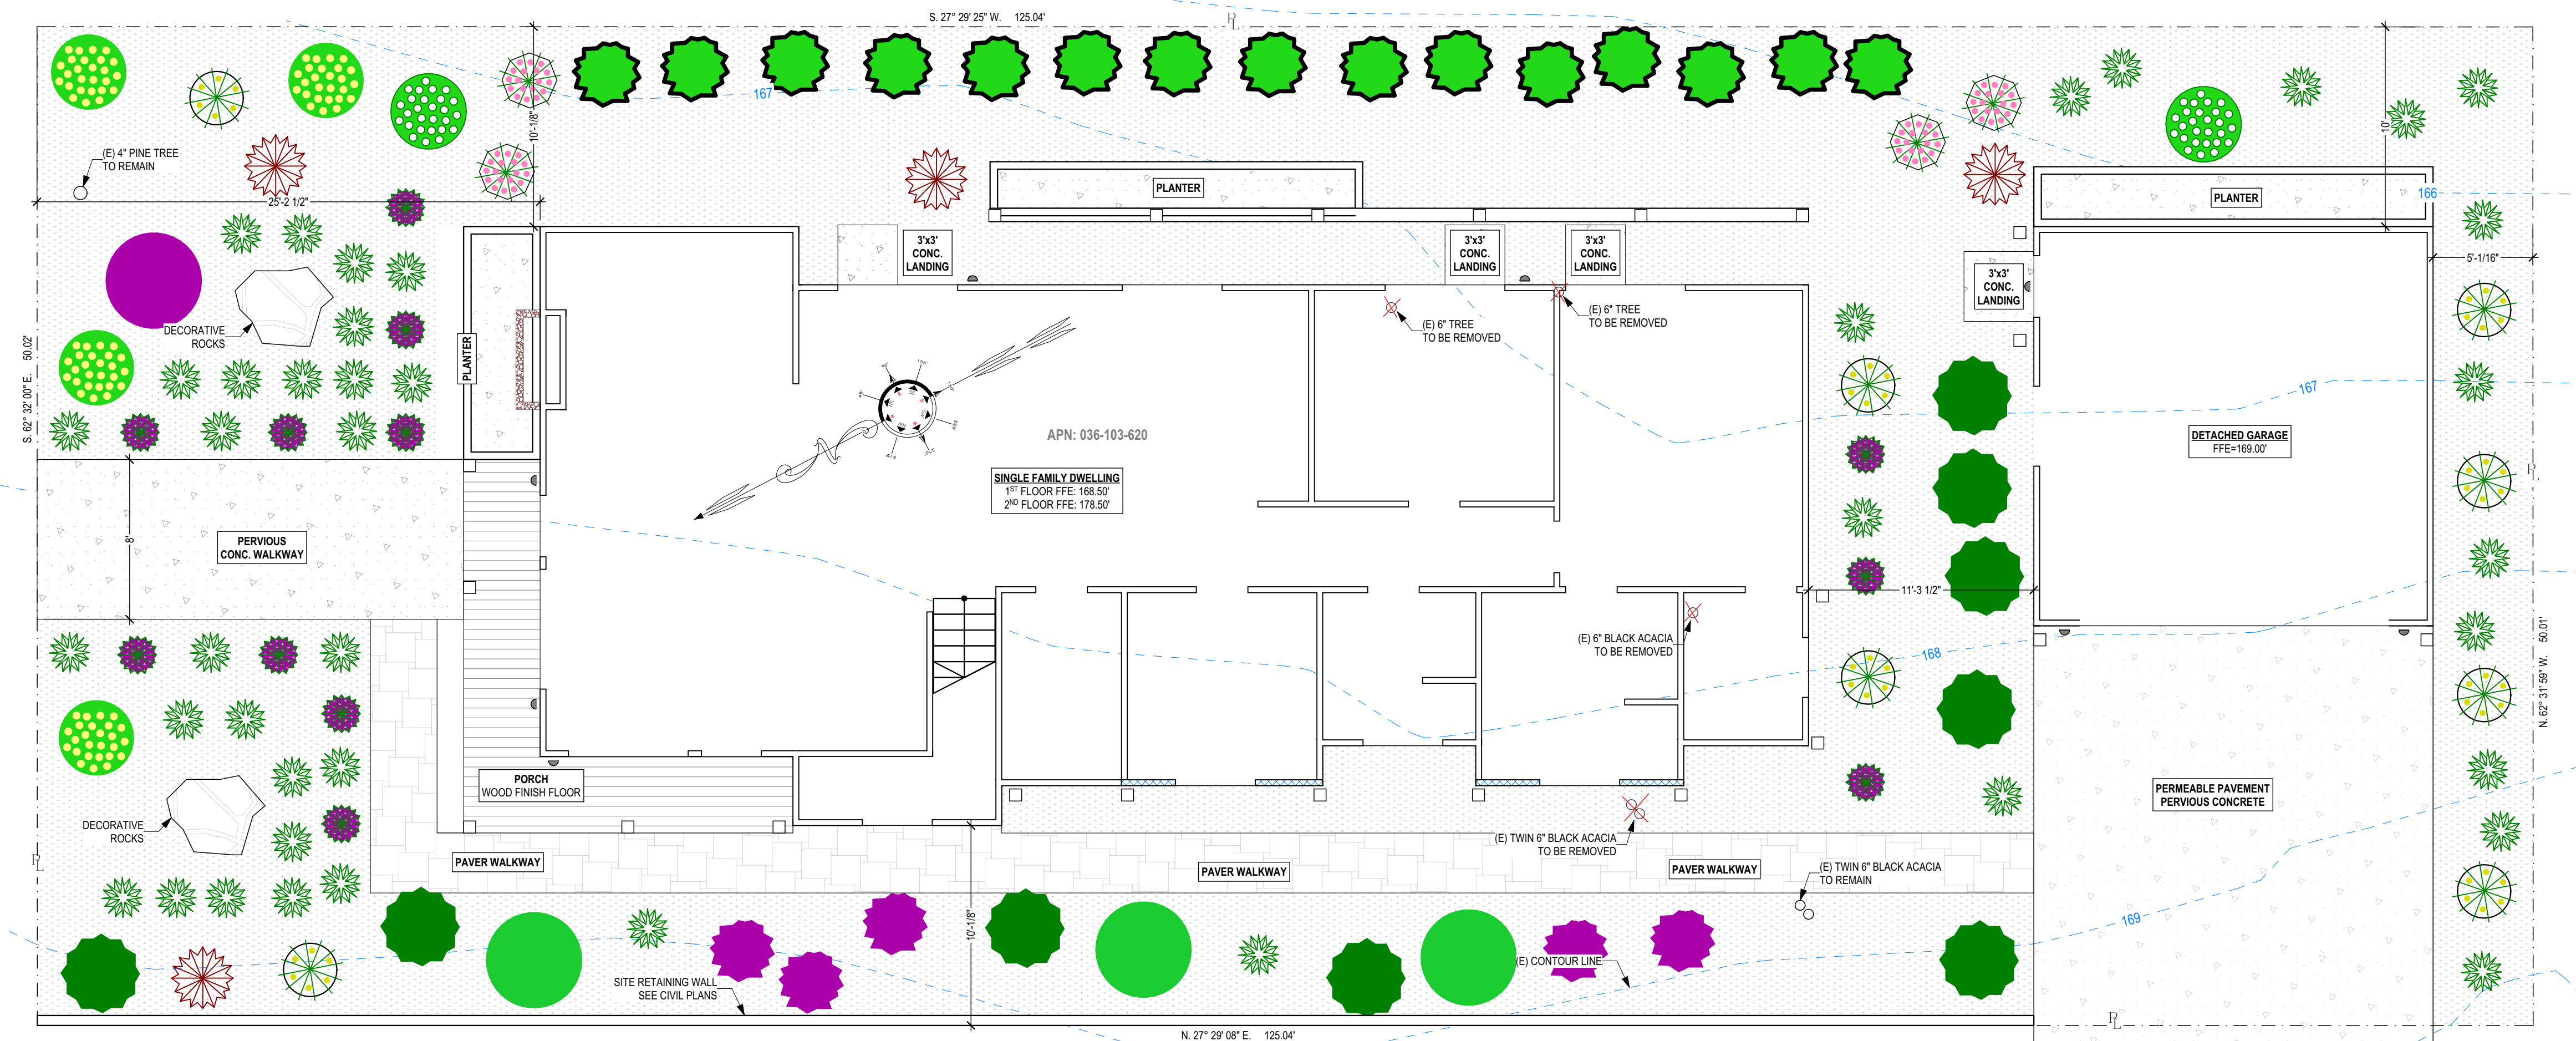 S. 27° 29' 25" W. 125.04'
PL
167
10'-1/8"
10'
(E) 4" PINE TREE
TO REMAIN
25'-2 1/2"
PLANTER
PLANTER
166
3'x3'
CONC.
LANDING
3'x3'
CONC.
LANDING
3'x3'
CONC.
LANDING
3'x3'
CONC.
LANDING
5'-1/16"
DECORATIVE
ROCKS
PLANTER
(E) 6" TREE
TO BE REMOVED
(E) 6" TREE
TO BE REMOVED
S. 62° 32' 00" E. 50.02'
167
APN: 036-103-620
DETACHED GARAGE
FFE=169.00'
PL
SINGLE FAMILY DWELLING
1ST FLOOR FFE: 168.50'
2ND FLOOR FFE: 178.50'
8'
PERVIOUS
CONC. WALKWAY
11'-3 1/2"
(E) 6" BLACK ACACIA
TO BE REMOVED
168
N. 62° 31' 59" W. 50.01'
PORCH
WOOD FINISH FLOOR
PERMEABLE PAVEMENT
PERVIOUS CONCRETE
DECORATIVE
ROCKS
(E) TWIN 6" BLACK ACACIA
TO BE REMOVED
PL
PAVER WALKWAY
PAVER WALKWAY
PAVER WALKWAY
(E) TWIN 6" BLACK ACACIA
TO REMAIN
10'-1/8"
169
(E) CONTOUR LINE
SITE RETAINING WALL
SEE CIVIL PLANS
PL
N. 27° 29' 08" E. 125.04'